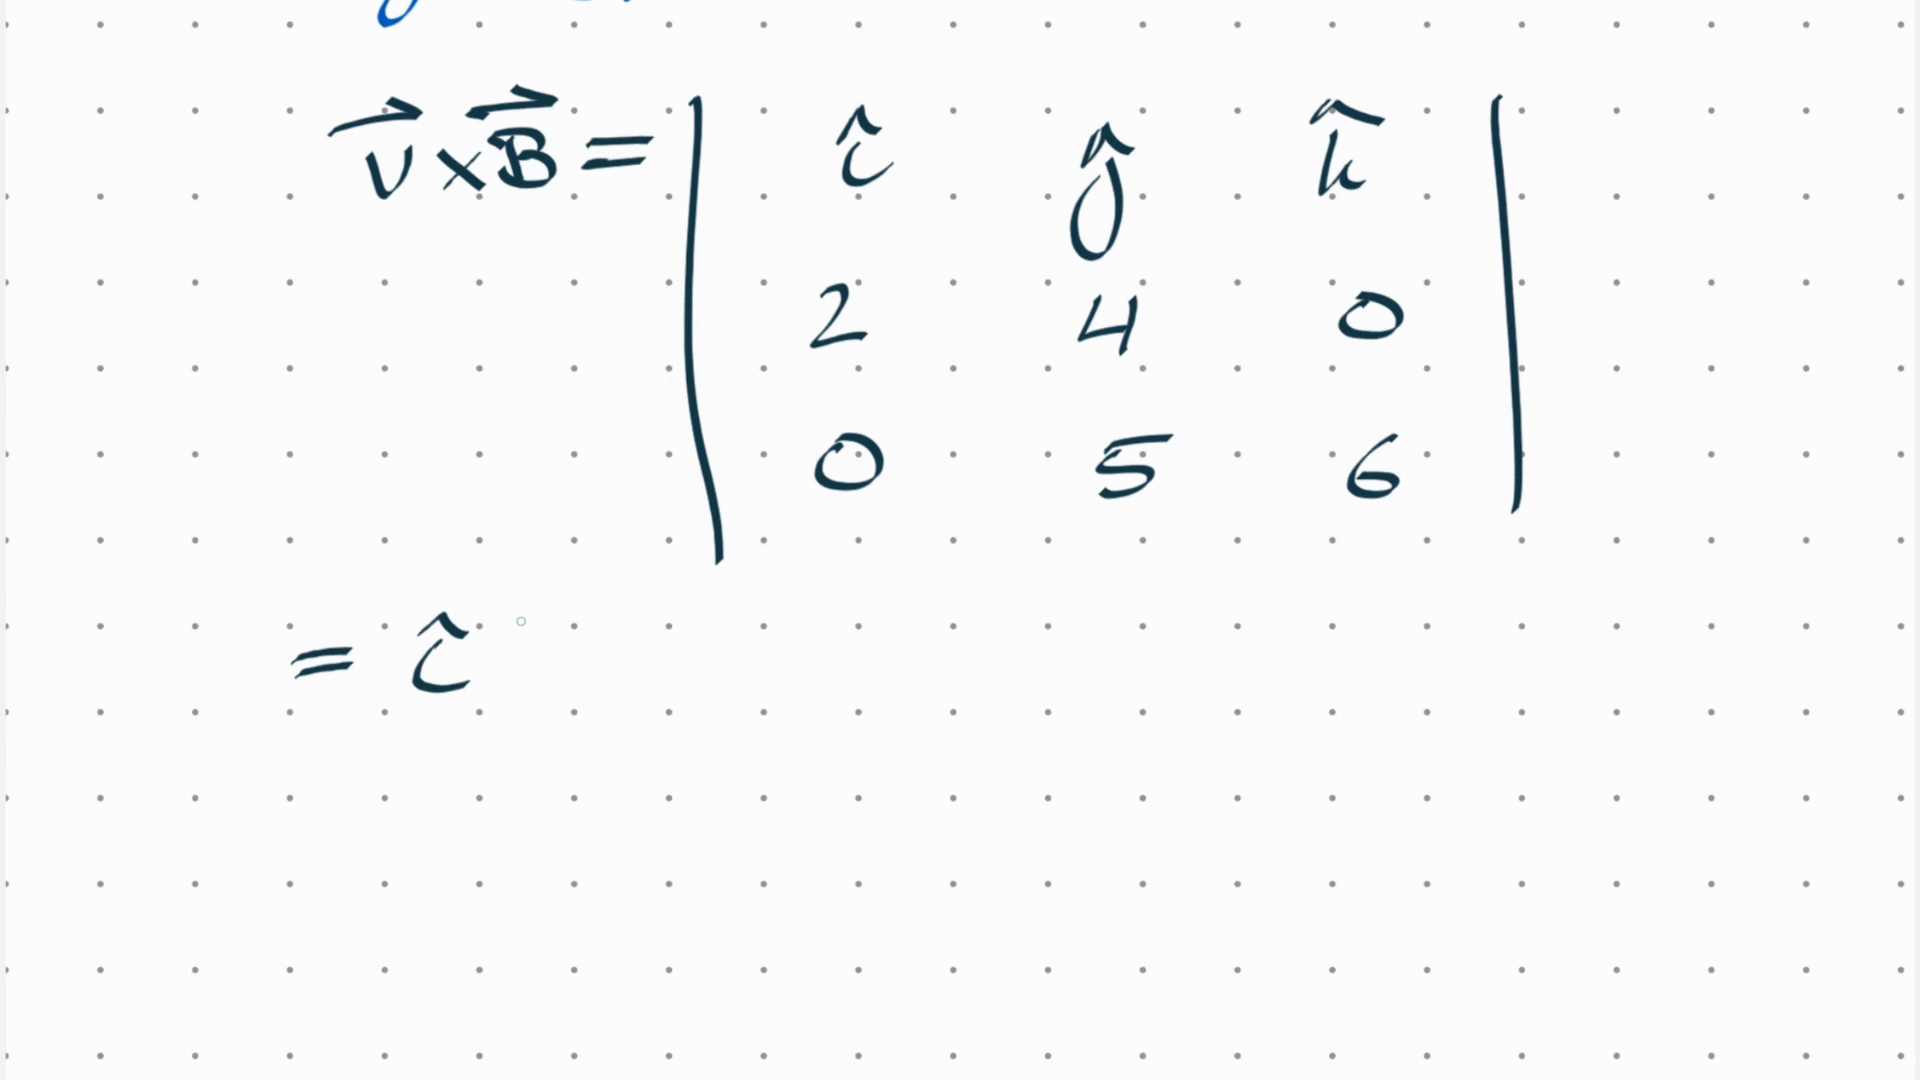 v⃗ × B⃗ = | î ĵ k̂ |
| 2 4 0 |
| 0 5 6 |
= î